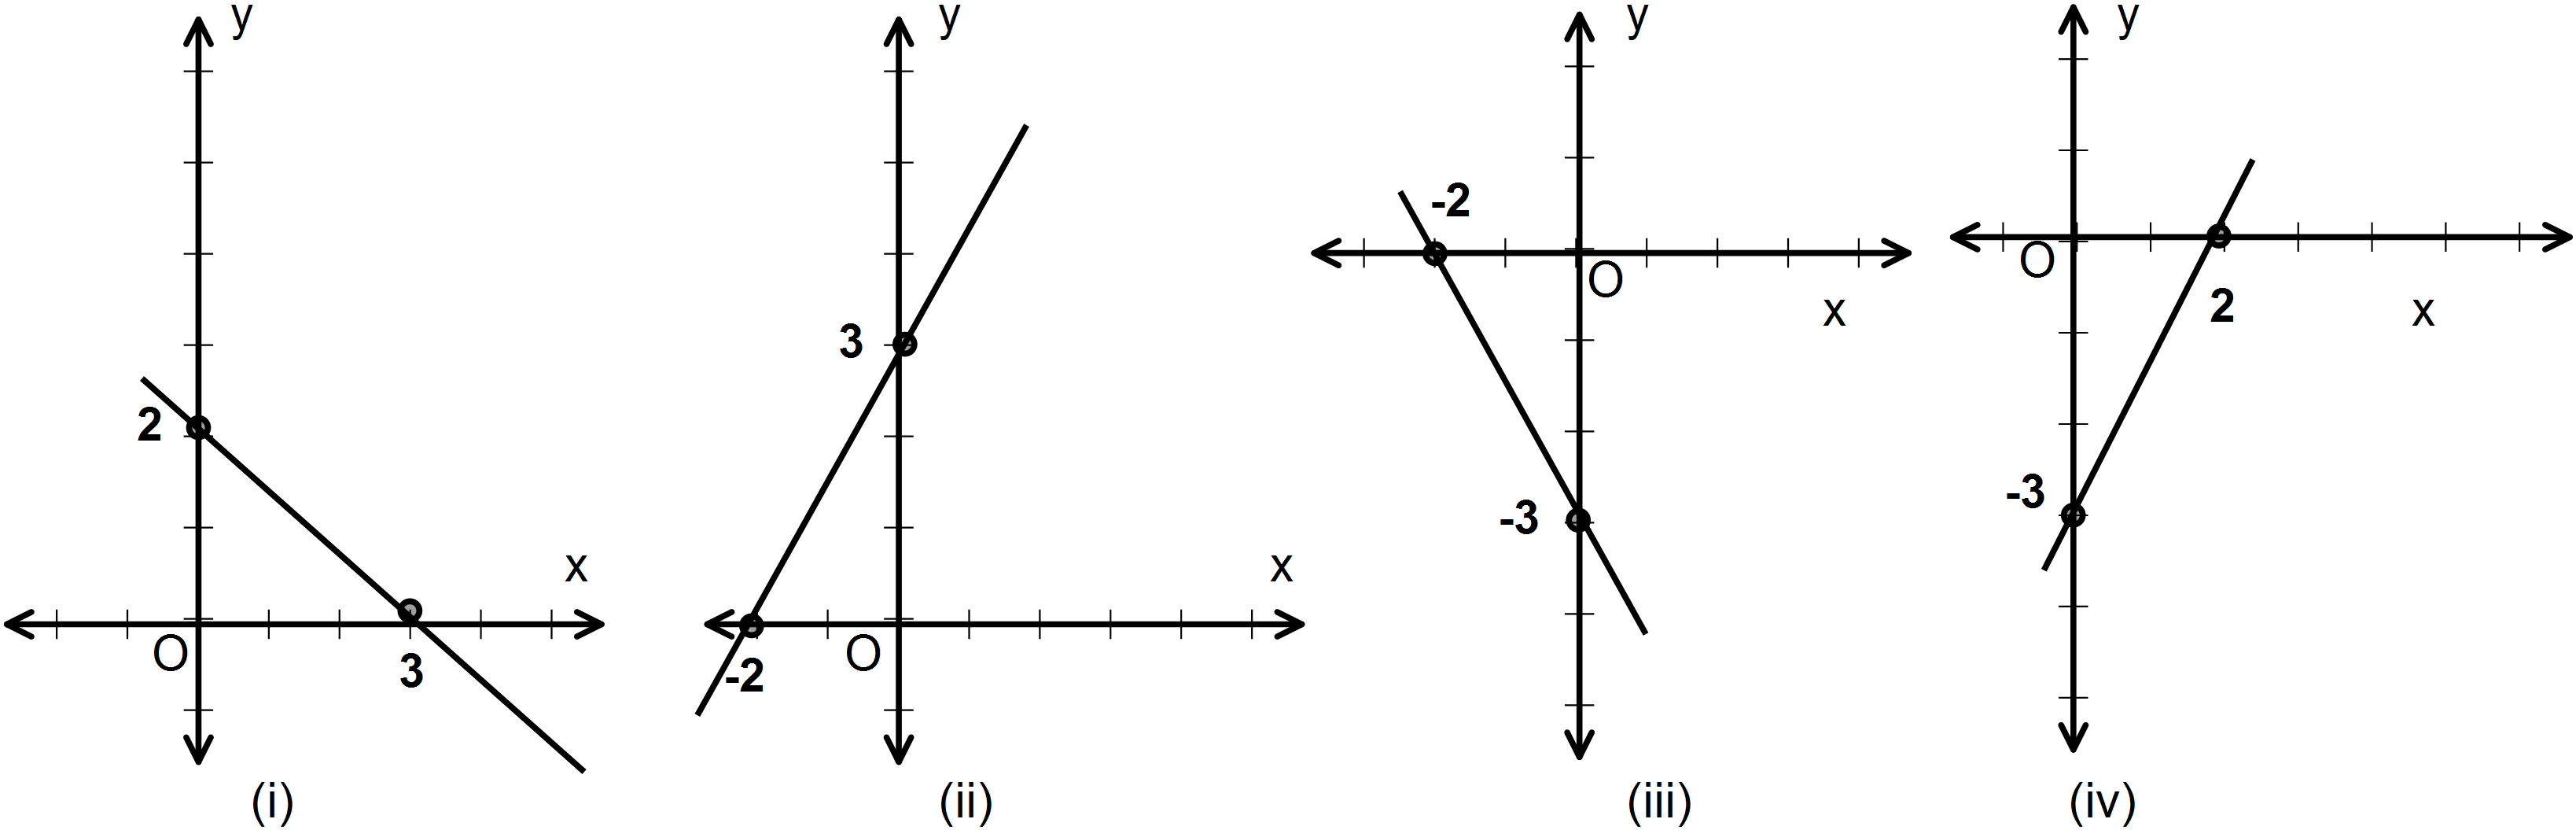 y
2
x
O
3
(i)
y
3
x
O
-2
(ii)
y
-2
O
x
-3
(iii)
y
O
2
x
-3
(iv)